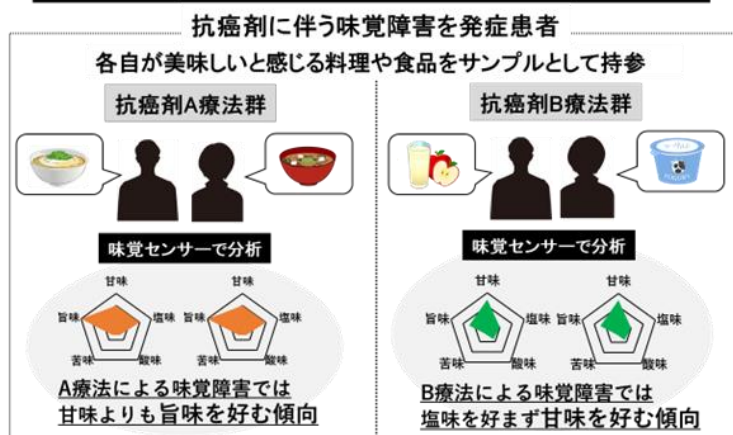 抗癌剤に伴う味覚障害を発症患者
各自が美味しいと感じる料理や食品をサンプルとして持参
抗癌剤A療法群
味覚センサーで分析
甘味
旨味
塩味
苦味
酸味
甘味
旨味
塩味
苦味
酸味
A療法による味覚障害では
甘味よりも旨味を好む傾向
抗癌剤B療法群
YOGURT
味覚センサーで分析
甘味
旨味
塩味
苦味
酸味
甘味
旨味
塩味
苦味
酸味
B療法による味覚障害では
塩味を好まず甘味を好む傾向